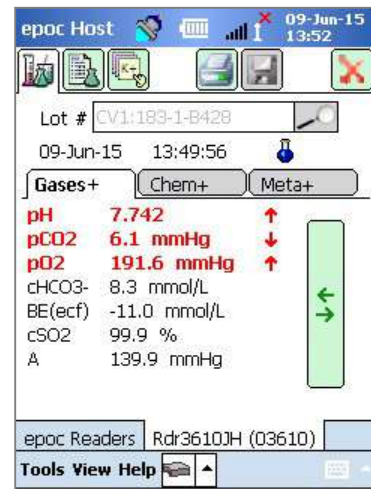 epoc Host 09-Jun-15
13:52
K+
Lot # CV1:183-1-B428
09-Jun-15 13:49:56
Gases+ Chem+ Meta+
pH 7.742 ↑
pCO2 6.1 mmHg ↓
pO2 191.6 mmHg ↑
cHCO3- 8.3 mmol/L
BE(ecf) -11.0 mmol/L
cSO2 99.9 %
A 139.9 mmHg
epoc Readers Rdr3610JH (03610)
Tools View Help